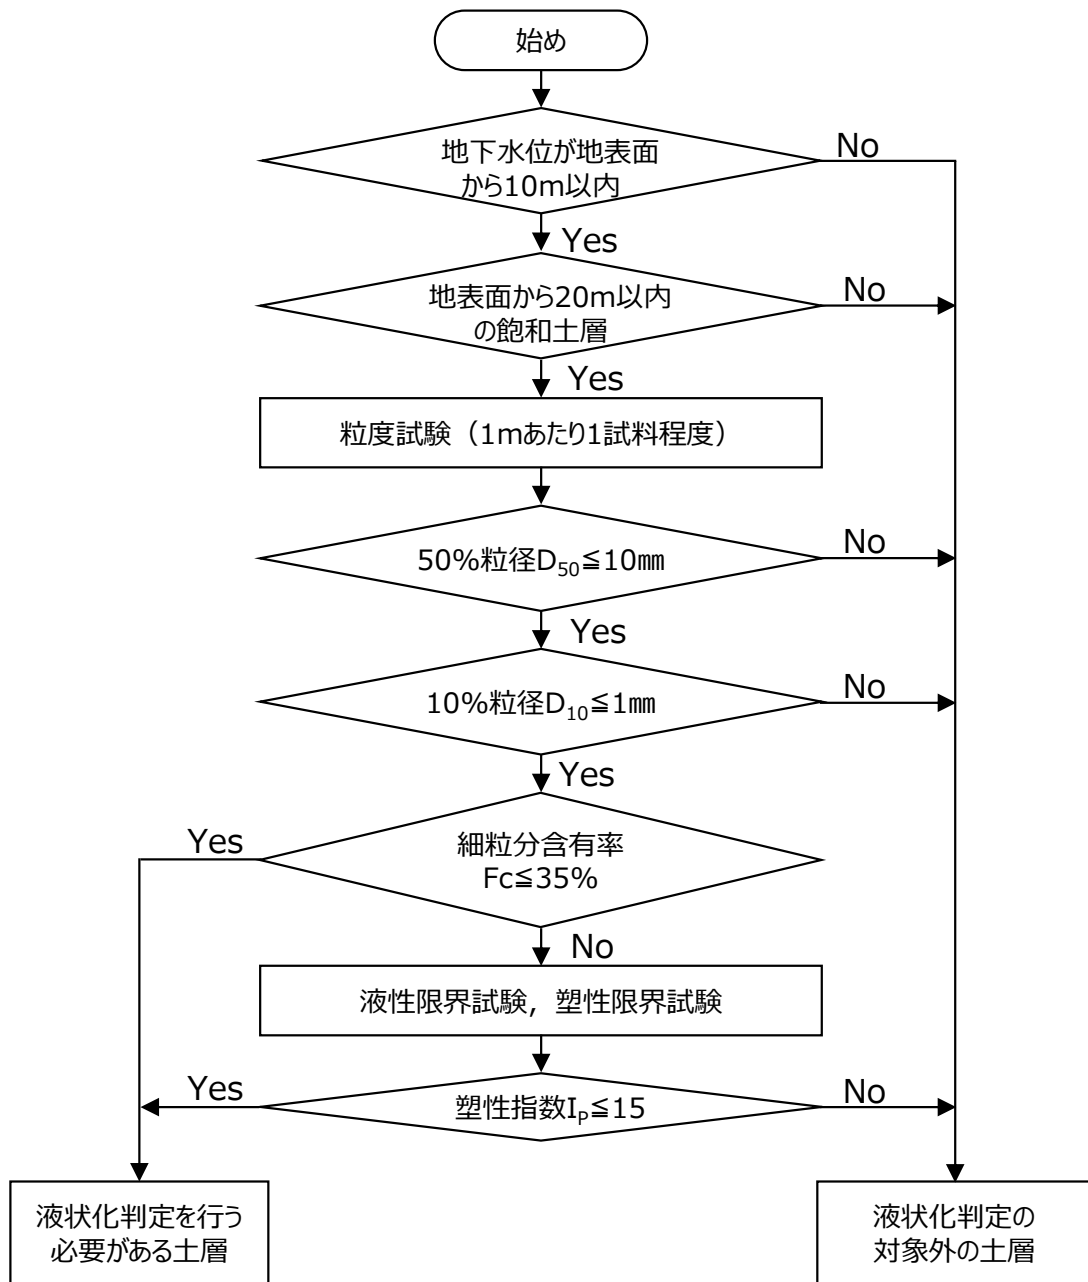 始め
地下水位が地表面
から10m以内
No
Yes
地表面から20m以内
の飽和土層
No
Yes
粒度試験（1mあたり1試料程度）
50%粒径D₅₀≦10㎜
No
Yes
10%粒径D₁₀≦1㎜
No
Yes
細粒分含有率
Fc≦35%
Yes
No
液性限界試験，塑性限界試験
Yes
塑性指数Iₚ≦15
No
液状化判定を行う
必要がある土層
液状化判定の
対象外の土層